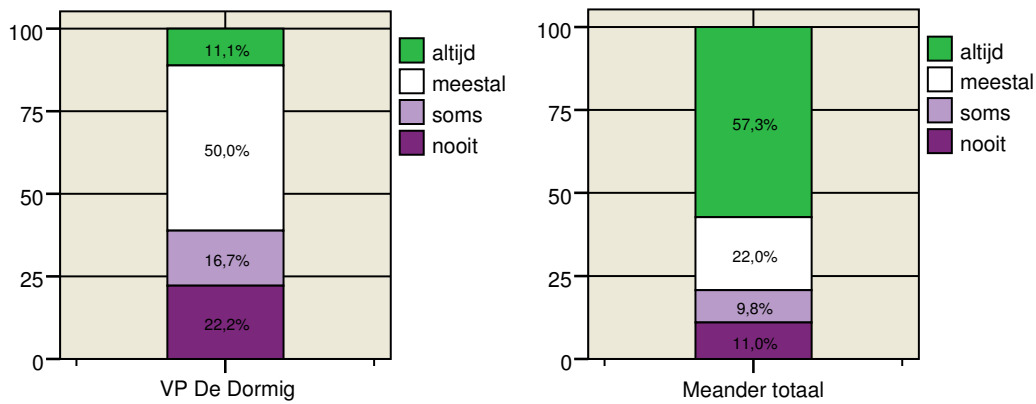 100
75
50
25
0
11,1%
50,0%
16,7%
22,2%
altijd
meestal
soms
nooit
VP De Dormig
100
75
50
25
0
57,3%
22,0%
9,8%
11,0%
altijd
meestal
soms
nooit
Meander totaal